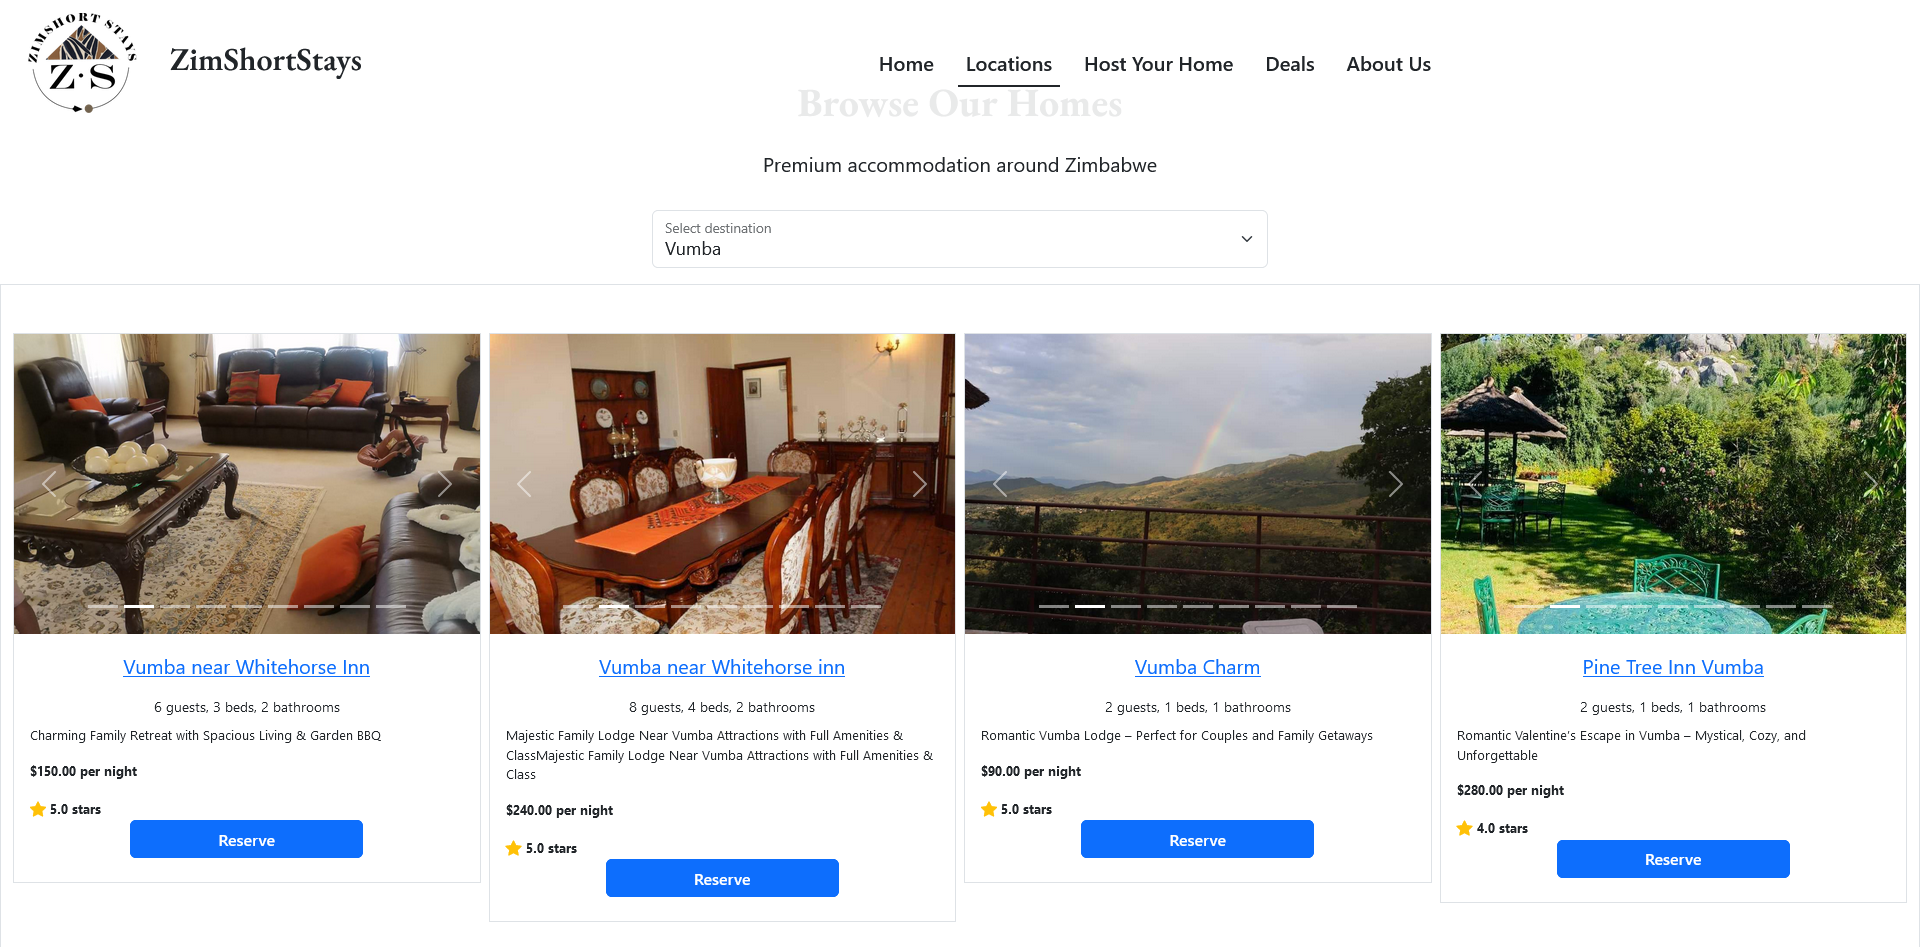 ZIMSHORT STAYS
Z·S
ZimShortStays
Home
Locations
Host Your Home
Deals
About Us
Browse Our Homes
Premium accommodation around Zimbabwe
Select destination
Vumba
Vumba near Whitehorse Inn
6 guests, 3 beds, 2 bathrooms
Charming Family Retreat with Spacious Living & Garden BBQ
$150.00 per night
5.0 stars
Reserve
Vumba near Whitehorse inn
8 guests, 4 beds, 2 bathrooms
Majestic Family Lodge Near Vumba Attractions with Full Amenities &
ClassMajestic Family Lodge Near Vumba Attractions with Full Amenities &
Class
$240.00 per night
5.0 stars
Reserve
Vumba Charm
2 guests, 1 beds, 1 bathrooms
Romantic Vumba Lodge – Perfect for Couples and Family Getaways
$90.00 per night
5.0 stars
Reserve
Pine Tree Inn Vumba
2 guests, 1 beds, 1 bathrooms
Romantic Valentine's Escape in Vumba – Mystical, Cozy, and
Unforgettable
$280.00 per night
4.0 stars
Reserve